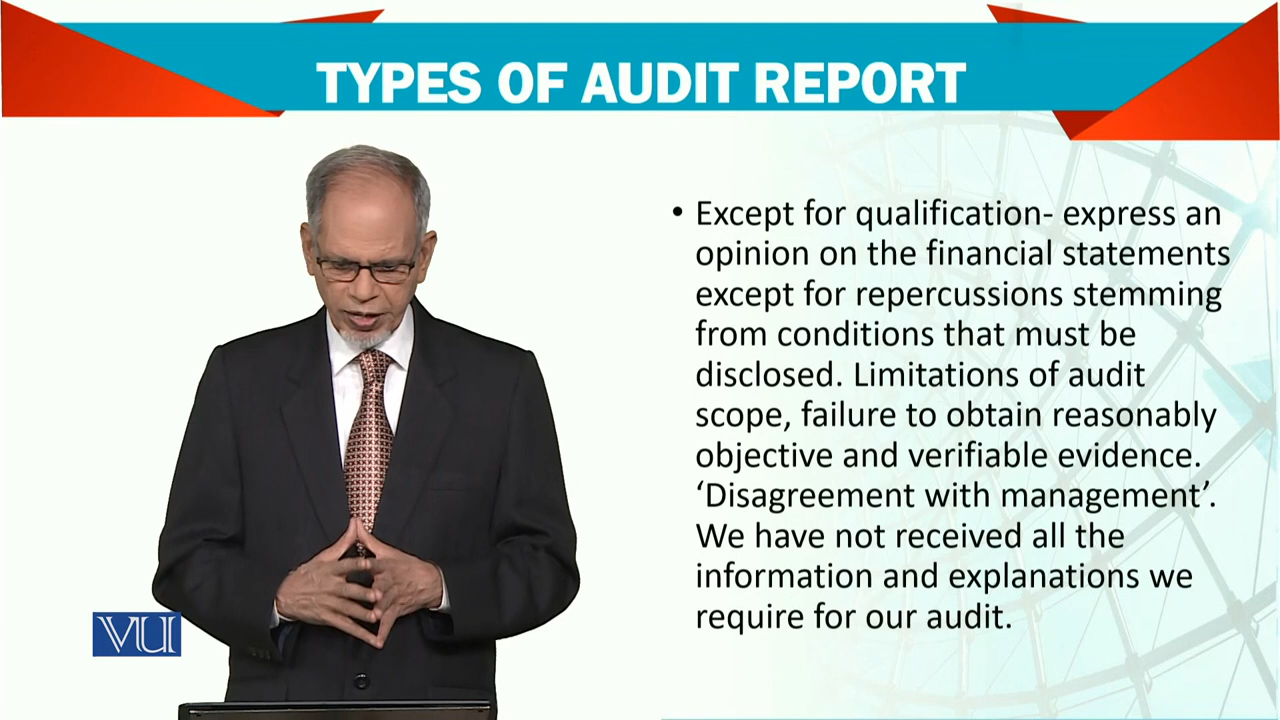 TYPES OF AUDIT REPORT
• Except for qualification- express an
opinion on the financial statements
except for repercussions stemming
from conditions that must be
disclosed. Limitations of audit
scope, failure to obtain reasonably
objective and verifiable evidence.
‘Disagreement with management’.
We have not received all the
information and explanations we
require for our audit.
VU